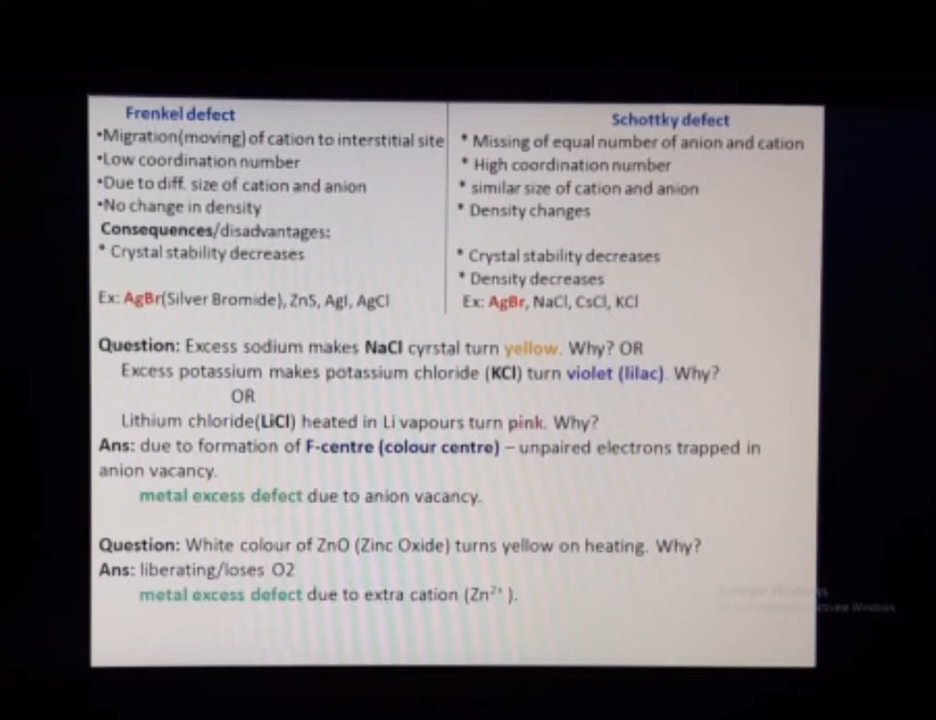 Frenkel defect
•Migration(moving) of cation to interstitial site
•Low coordination number
•Due to diff. size of cation and anion
•No change in density
Consequences/disadvantages:
* Crystal stability decreases
Ex: AgBr(Silver Bromide), ZnS, AgI, AgCl
Schottky defect
* Missing of equal number of anion and cation
* High coordination number
* similar size of cation and anion
* Density changes
* Crystal stability decreases
* Density decreases
Ex: AgBr, NaCl, CsCl, KCl
Question: Excess sodium makes NaCl cyrstal turn yellow. Why? OR
Excess potassium makes potassium chloride (KCl) turn violet (lilac). Why?
OR
Lithium chloride(LiCl) heated in Li vapours turn pink. Why?
Ans: due to formation of F-centre (colour centre) – unpaired electrons trapped in
anion vacancy.
metal excess defect due to anion vacancy.
Question: White colour of ZnO (Zinc Oxide) turns yellow on heating. Why?
Ans: liberating/loses O2
metal excess defect due to extra cation (Zn²⁺ ).
Activate Windows